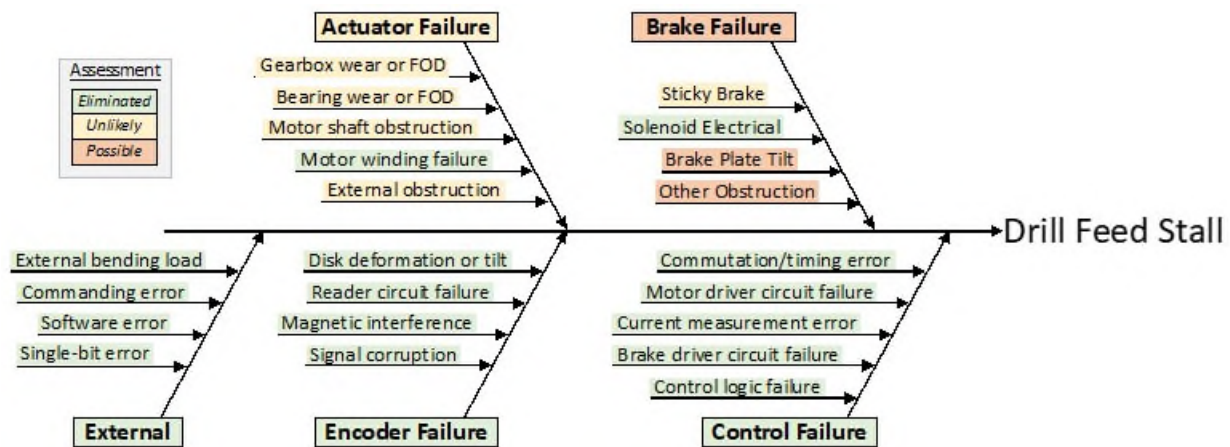 Actuator Failure
Brake Failure
Assessment
Eliminated
Unlikely
Possible
Gearbox wear or FOD
Bearing wear or FOD
Motor shaft obstruction
Motor winding failure
External obstruction
Sticky Brake
Solenoid Electrical
Brake Plate Tilt
Other Obstruction
Drill Feed Stall
External bending load
Commanding error
Software error
Single-bit error
External
Disk deformation or tilt
Reader circuit failure
Magnetic interference
Signal corruption
Encoder Failure
Commutation/timing error
Motor driver circuit failure
Current measurement error
Brake driver circuit failure
Control logic failure
Control Failure